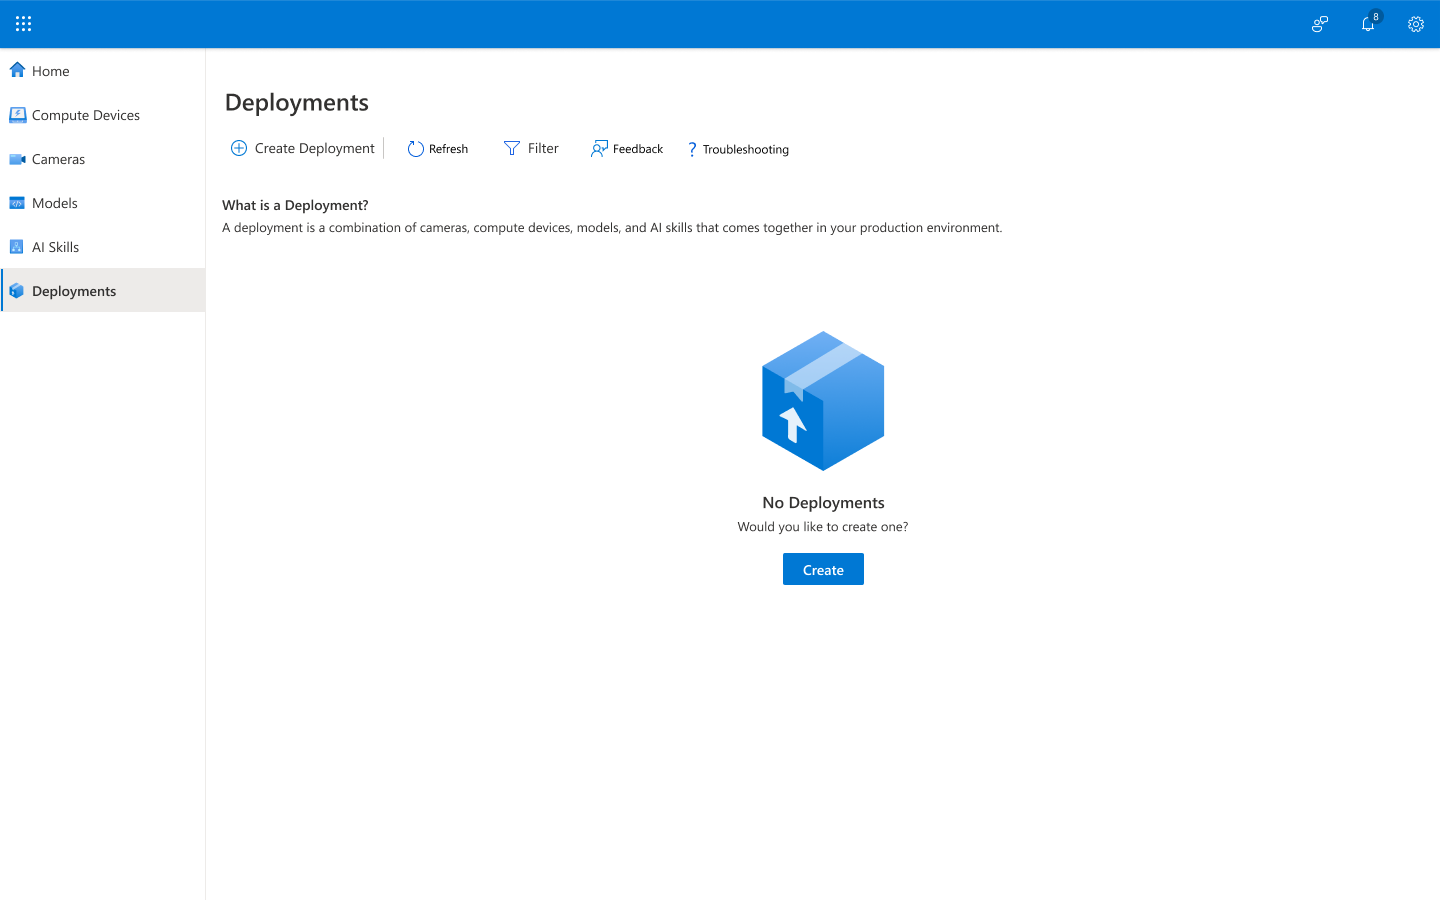 8
Home
Compute Devices
Cameras
Models
AI Skills
Deployments
Deployments
Create Deployment
Refresh
Filter
Feedback
? Troubleshooting
What is a Deployment?
A deployment is a combination of cameras, compute devices, models, and AI skills that comes together in your production environment.
No Deployments
Would you like to create one?
Create